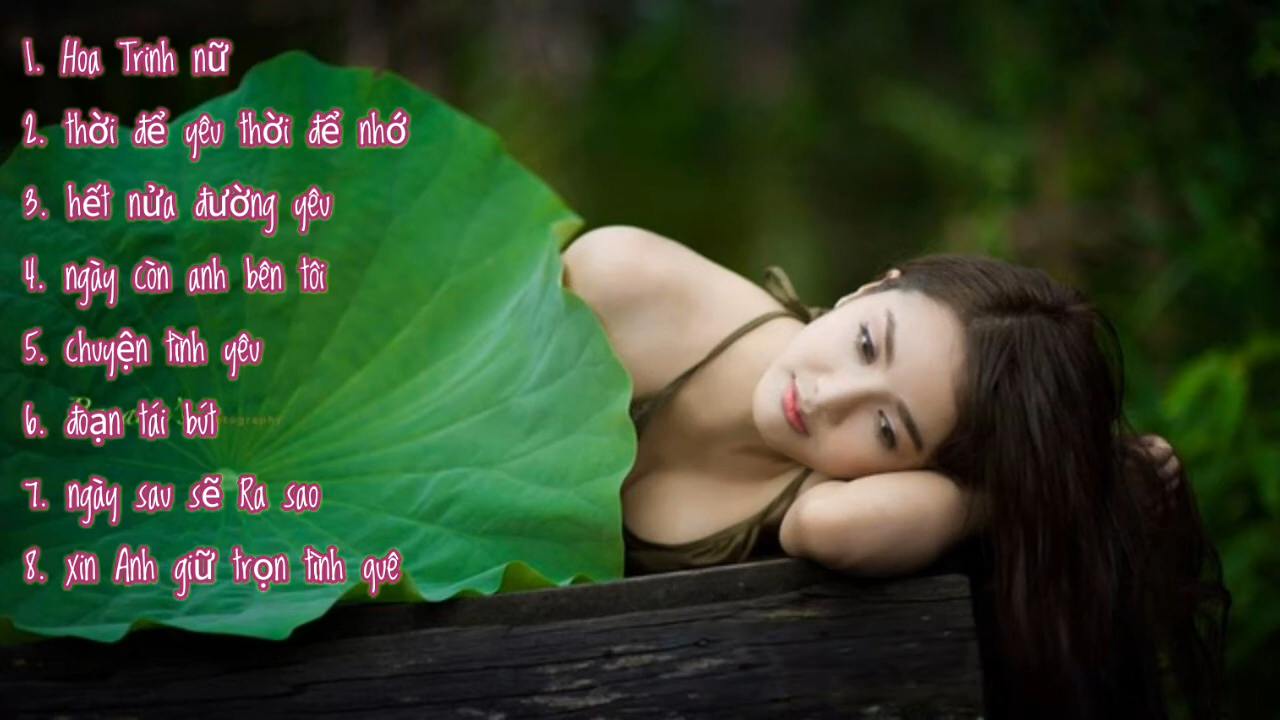 1. Hoa Trinh nữ
2. thời để yêu thời để nhớ
3. hết nửa đường yêu
4. ngày còn anh bên tôi
5. chuyện tình yêu
6. đoạn tái bút
7. ngày sau sẽ Ra sao
8. xin Anh giữ trọn tình quê